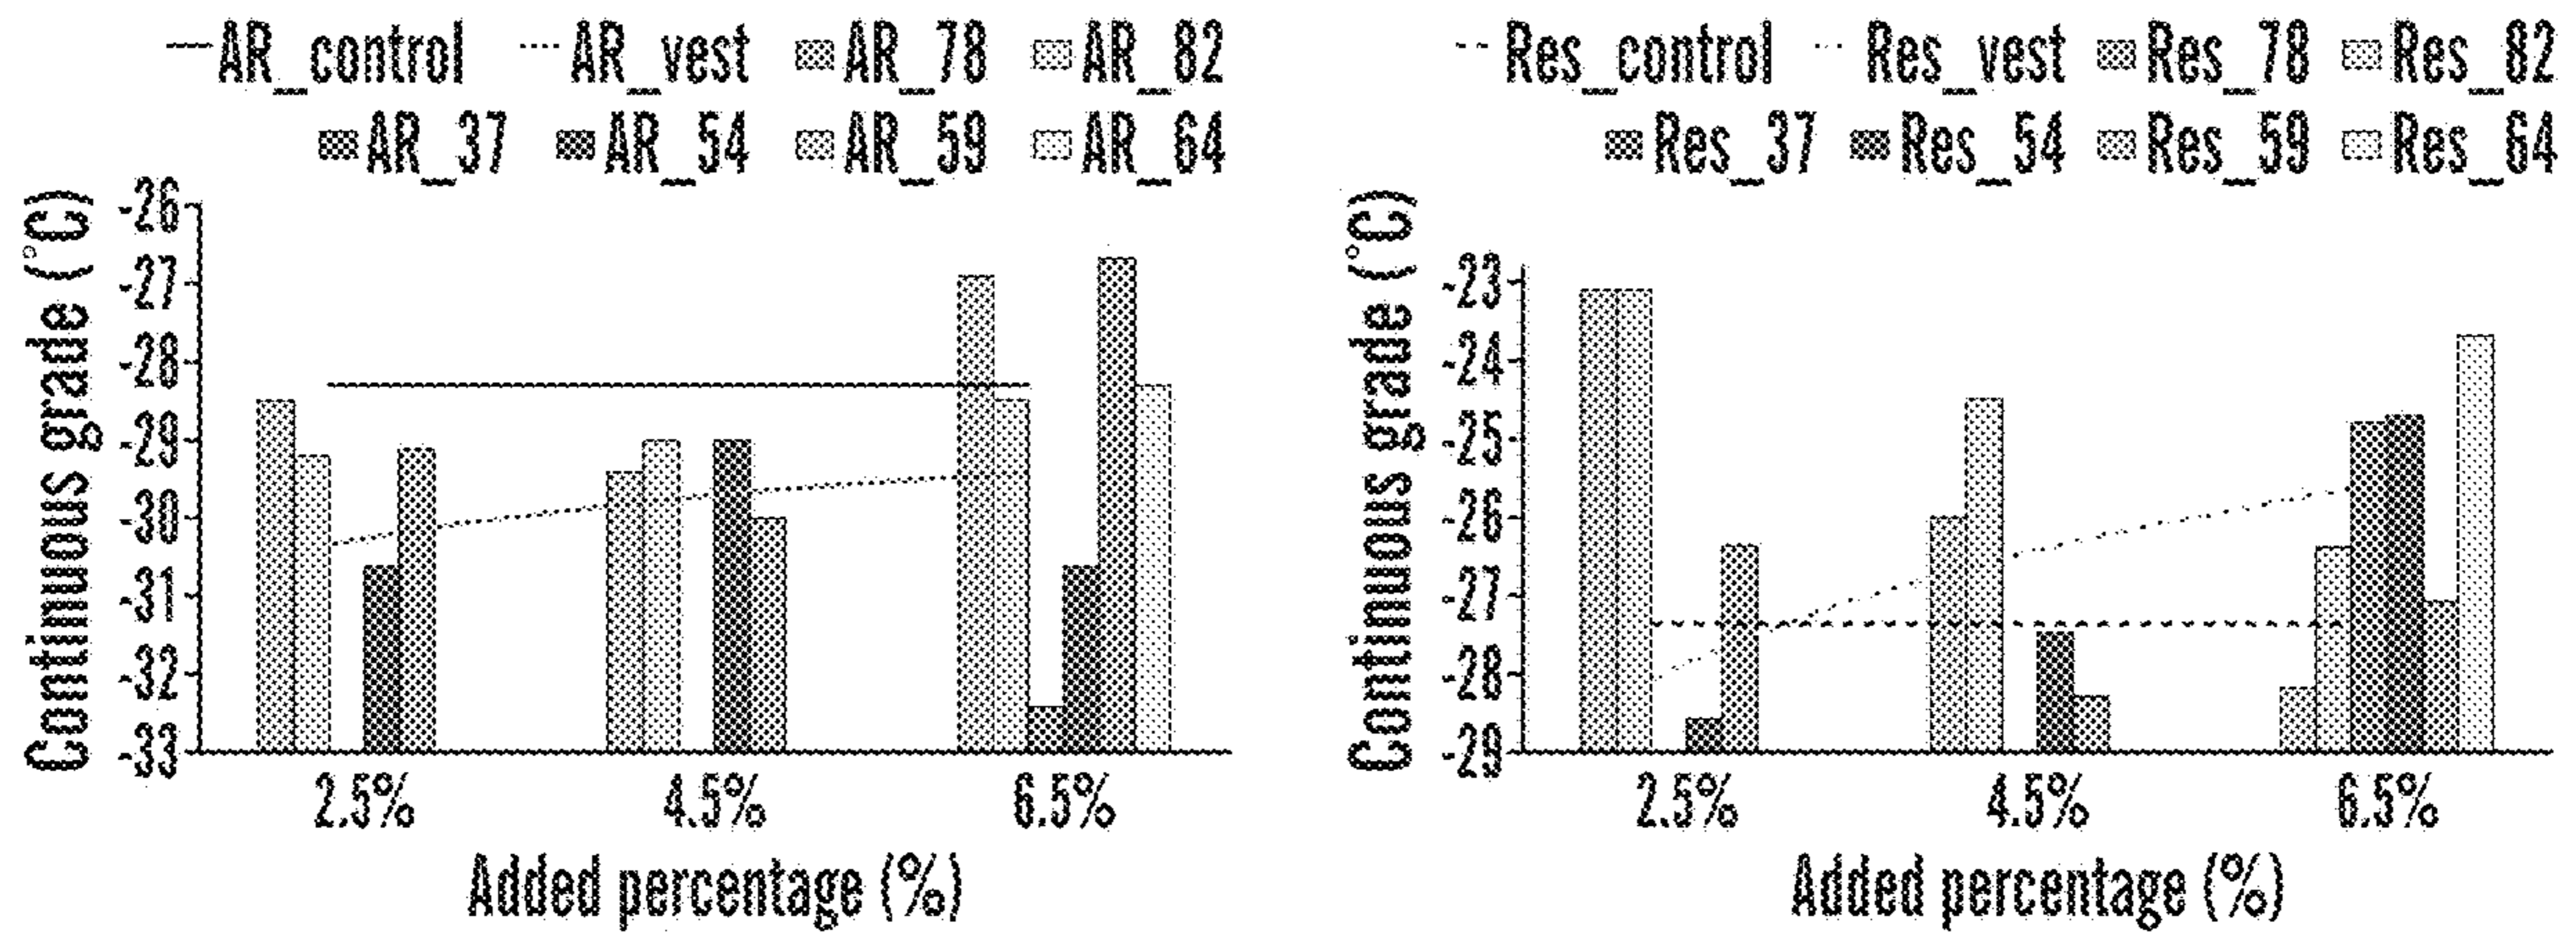 AR_control AR_vest AR_78 AR_82
AR_37 AR_54 AR_59 AR_64
Continuous grade (°C)
-26
-27
-28
-29
-30
-31
-32
-33
2.5% 4.5% 6.5%
Added percentage (%)
Res_control Res_vest Res_78 Res_82
Res_37 Res_54 Res_59 Res_64
Continuous grade (°C)
-23
-24
-25
-26
-27
-28
-29
2.5% 4.5% 6.5%
Added percentage (%)